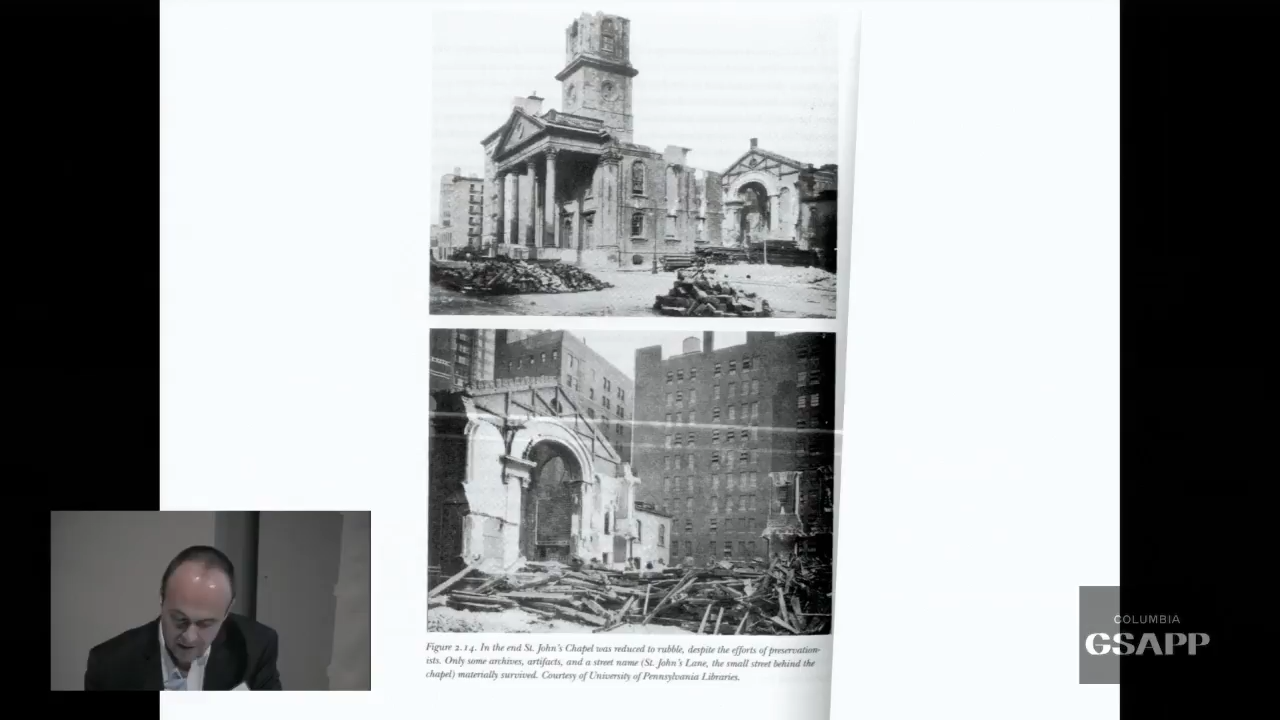 Figure 2.14. In the end St. John's Chapel was reduced to rubble, despite the efforts of preservation-
ists. Only some archives, artifacts, and a street name (St. John's Lane, the small street behind the
chapel) materially survived. Courtesy of University of Pennsylvania Libraries.
COLUMBIA
GSAPP